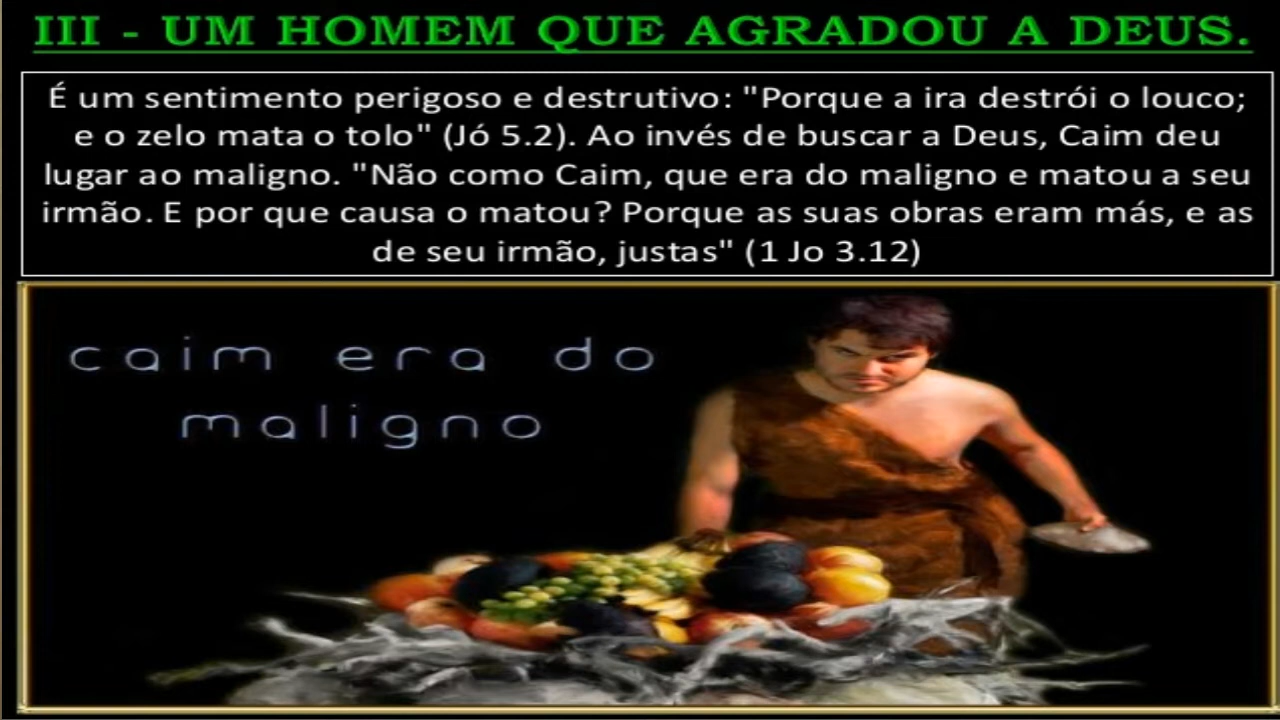 III - UM HOMEM QUE AGRADOU A DEUS.
É um sentimento perigoso e destrutivo: "Porque a ira destrói o louco;
e o zelo mata o tolo" (Jó 5.2). Ao invés de buscar a Deus, Caim deu
lugar ao maligno. "Não como Caim, que era do maligno e matou a seu
irmão. E por que causa o matou? Porque as suas obras eram más, e as
de seu irmão, justas" (1 Jo 3.12)
caim era do
maligno